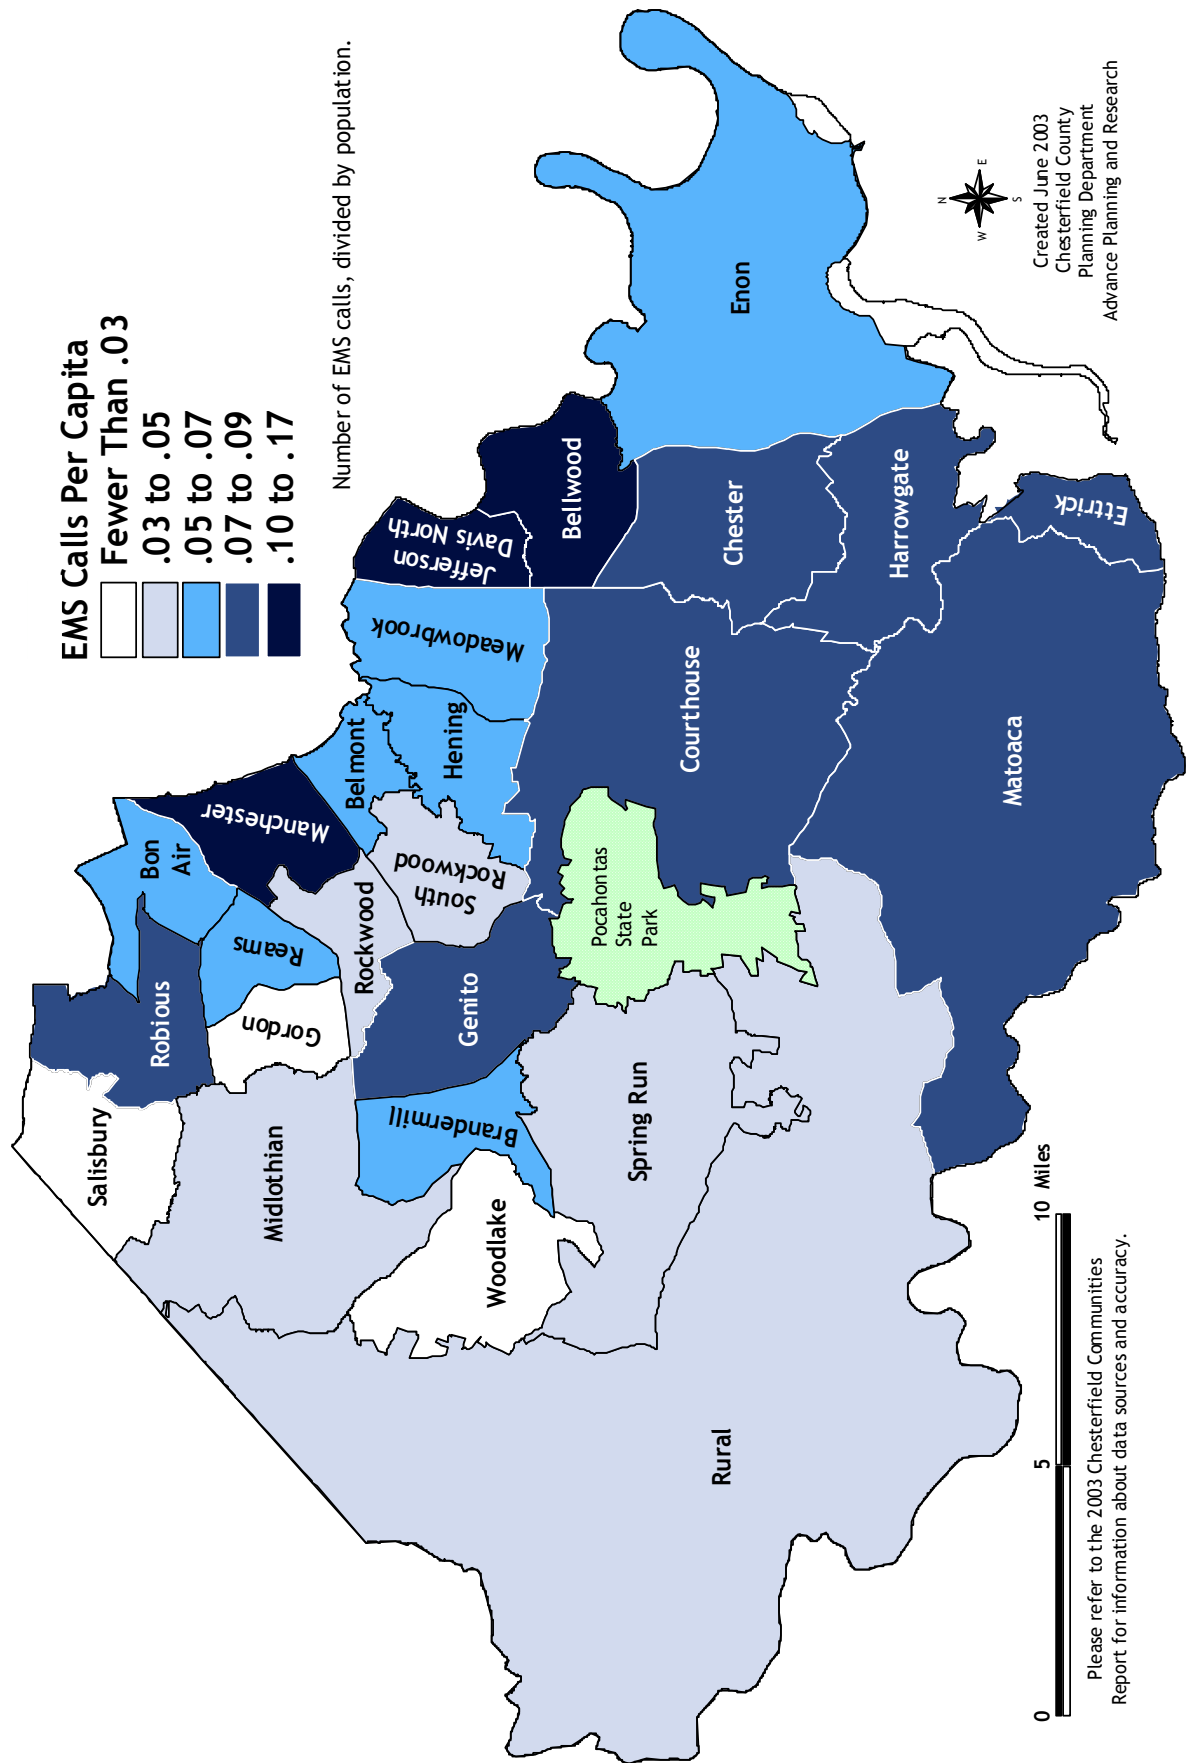 EMS Calls Per Capita
Fewer Than .03
.03 to .05
.05 to .07
.07 to .09
.10 to .17
Number of EMS calls, divided by population.
Salisbury
Robious
Bon
Air
Manchester
Reams
Gordon
Midlothian
Rockwood
Belmont
South
Rockwood
Hening
Meadowbrook
Jefferson
Davis North
Bellwood
Brandermill
Genito
Woodlake
Spring Run
Pocahontas
State
Park
Courthouse
Chester
Enon
Harrowgate
Ettrick
Matoaca
Rural
N
W
E
S
Created June 2003
Chesterfield County
Planning Department
Advance Planning and Research
0
5
10 Miles
Please refer to the 2003 Chesterfield Communities
Report for information about data sources and accuracy.